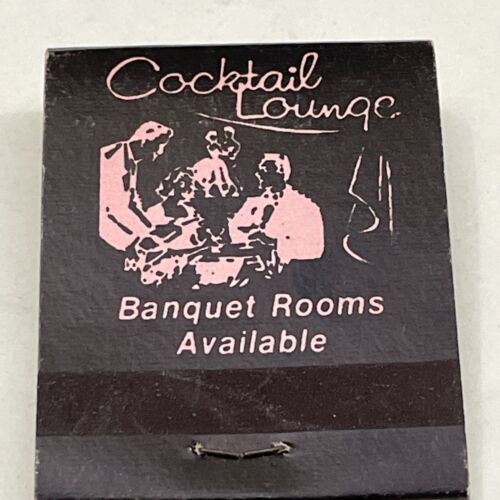 Cocktail
Lounge
Banquet Rooms
Available